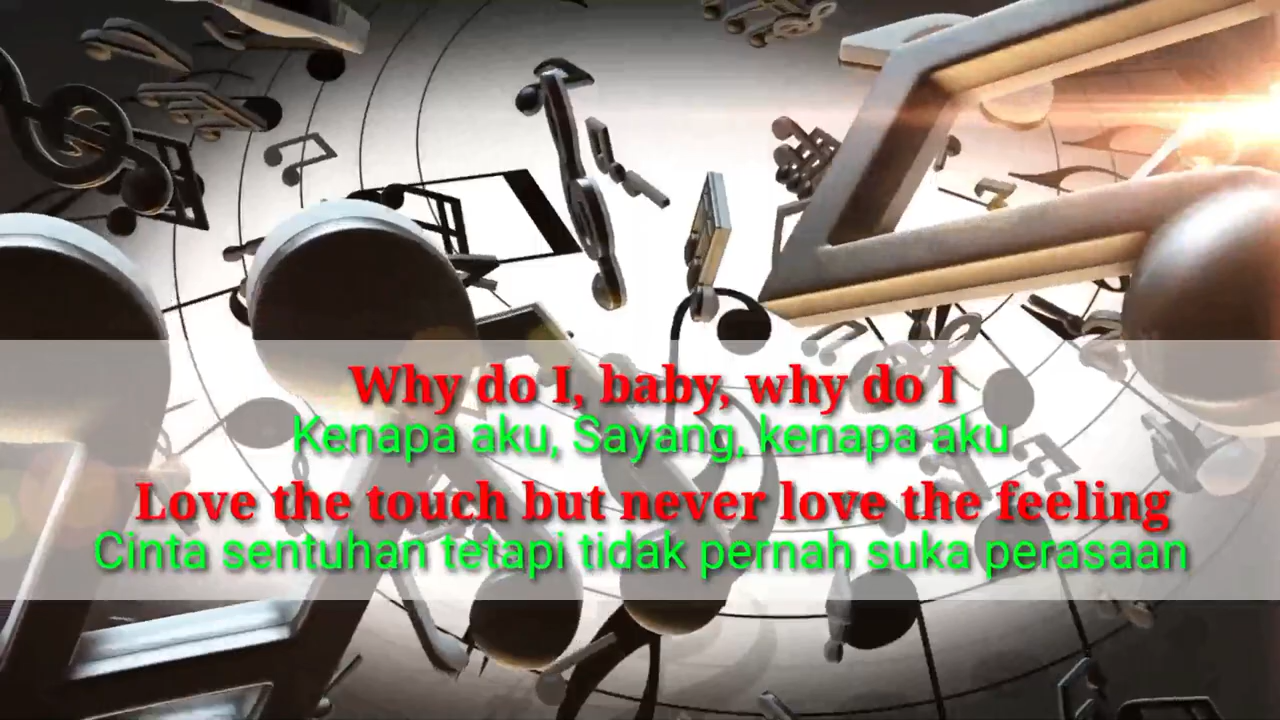 Why do I, baby, why do I
Kenapa aku, Sayang, kenapa aku
Love the touch but never love the feeling
Cinta sentuhan tetapi tidak pernah suka perasaan